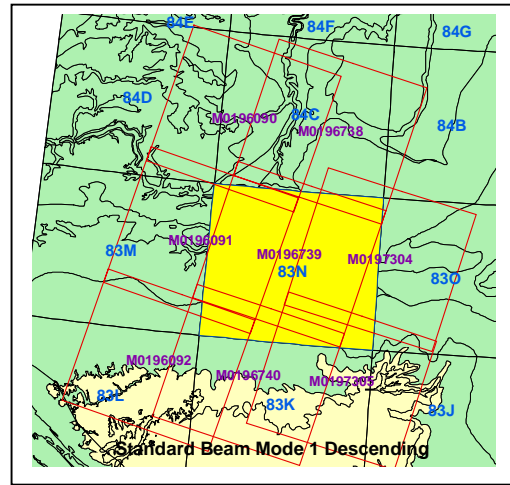 84E
84F
84G
84D
M0196090
84C
M0196738
84B
M0196091
83M
M0196739
83N
M0197304
83O
M0196092
M0196740
M0197305
83L
83K
83J
Standard Beam Mode 1 Descending